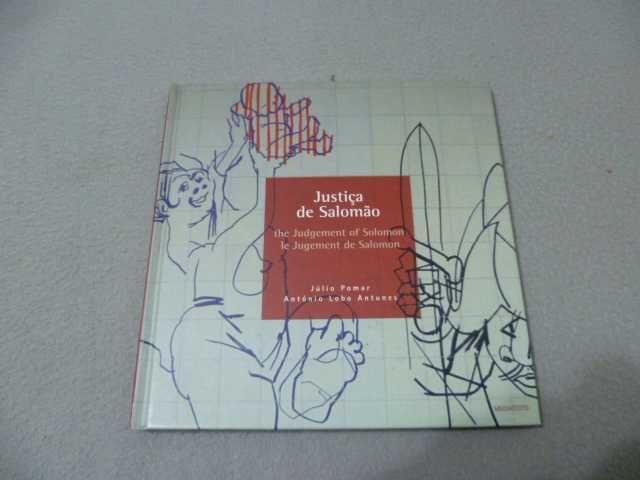 Justiça
de Salomão
the Judgement of Solomon
le Jugement de Salomon
Júlio Pomar
António Lobo Antunes